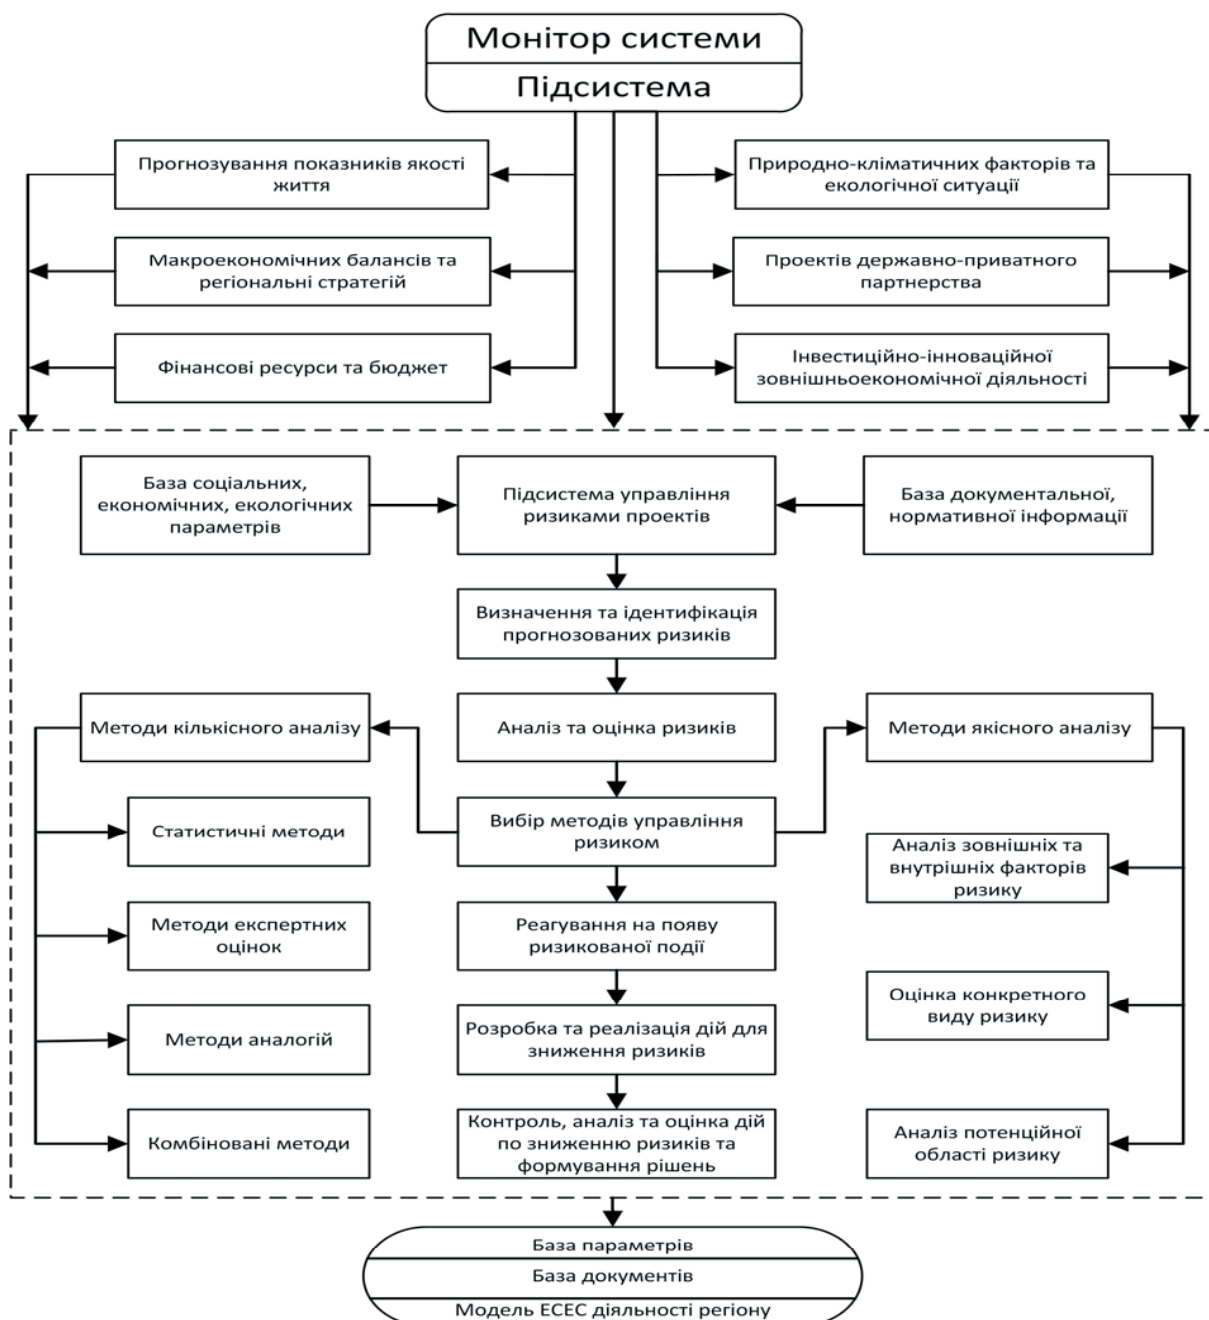 Монітор системи
Підсистема
Прогнозування показників якості
життя
Природно-кліматичних факторів та
екологічної ситуації
Макроекономічних балансів та
регіональні стратегій
Проектів державно-приватного
партнерства
Фінансові ресурси та бюджет
Інвестиційно-інноваційної
зовнішньоекономічної діяльності
База соціальних,
економічних, екологічних
параметрів
Підсистема управління
ризиками проектів
База документальної,
нормативної інформації
Визначення та ідентифікація
прогнозованих ризиків
Методи кількісного аналізу
Аналіз та оцінка ризиків
Методи якісного аналізу
Статистичні методи
Вибір методів управління
ризиком
Аналіз зовнішніх та
внутрішніх факторів
ризику
Методи експертних
оцінок
Реагування на появу
ризикованої події
Оцінка конкретного
виду ризику
Методи аналогій
Розробка та реалізація дій для
зниження ризиків
Комбіновані методи
Контроль, аналіз та оцінка дій
по зниженню ризиків та
формування рішень
Аналіз потенційної
області ризику
База параметрів
База документів
Модель ЕСЕС діяльності регіону